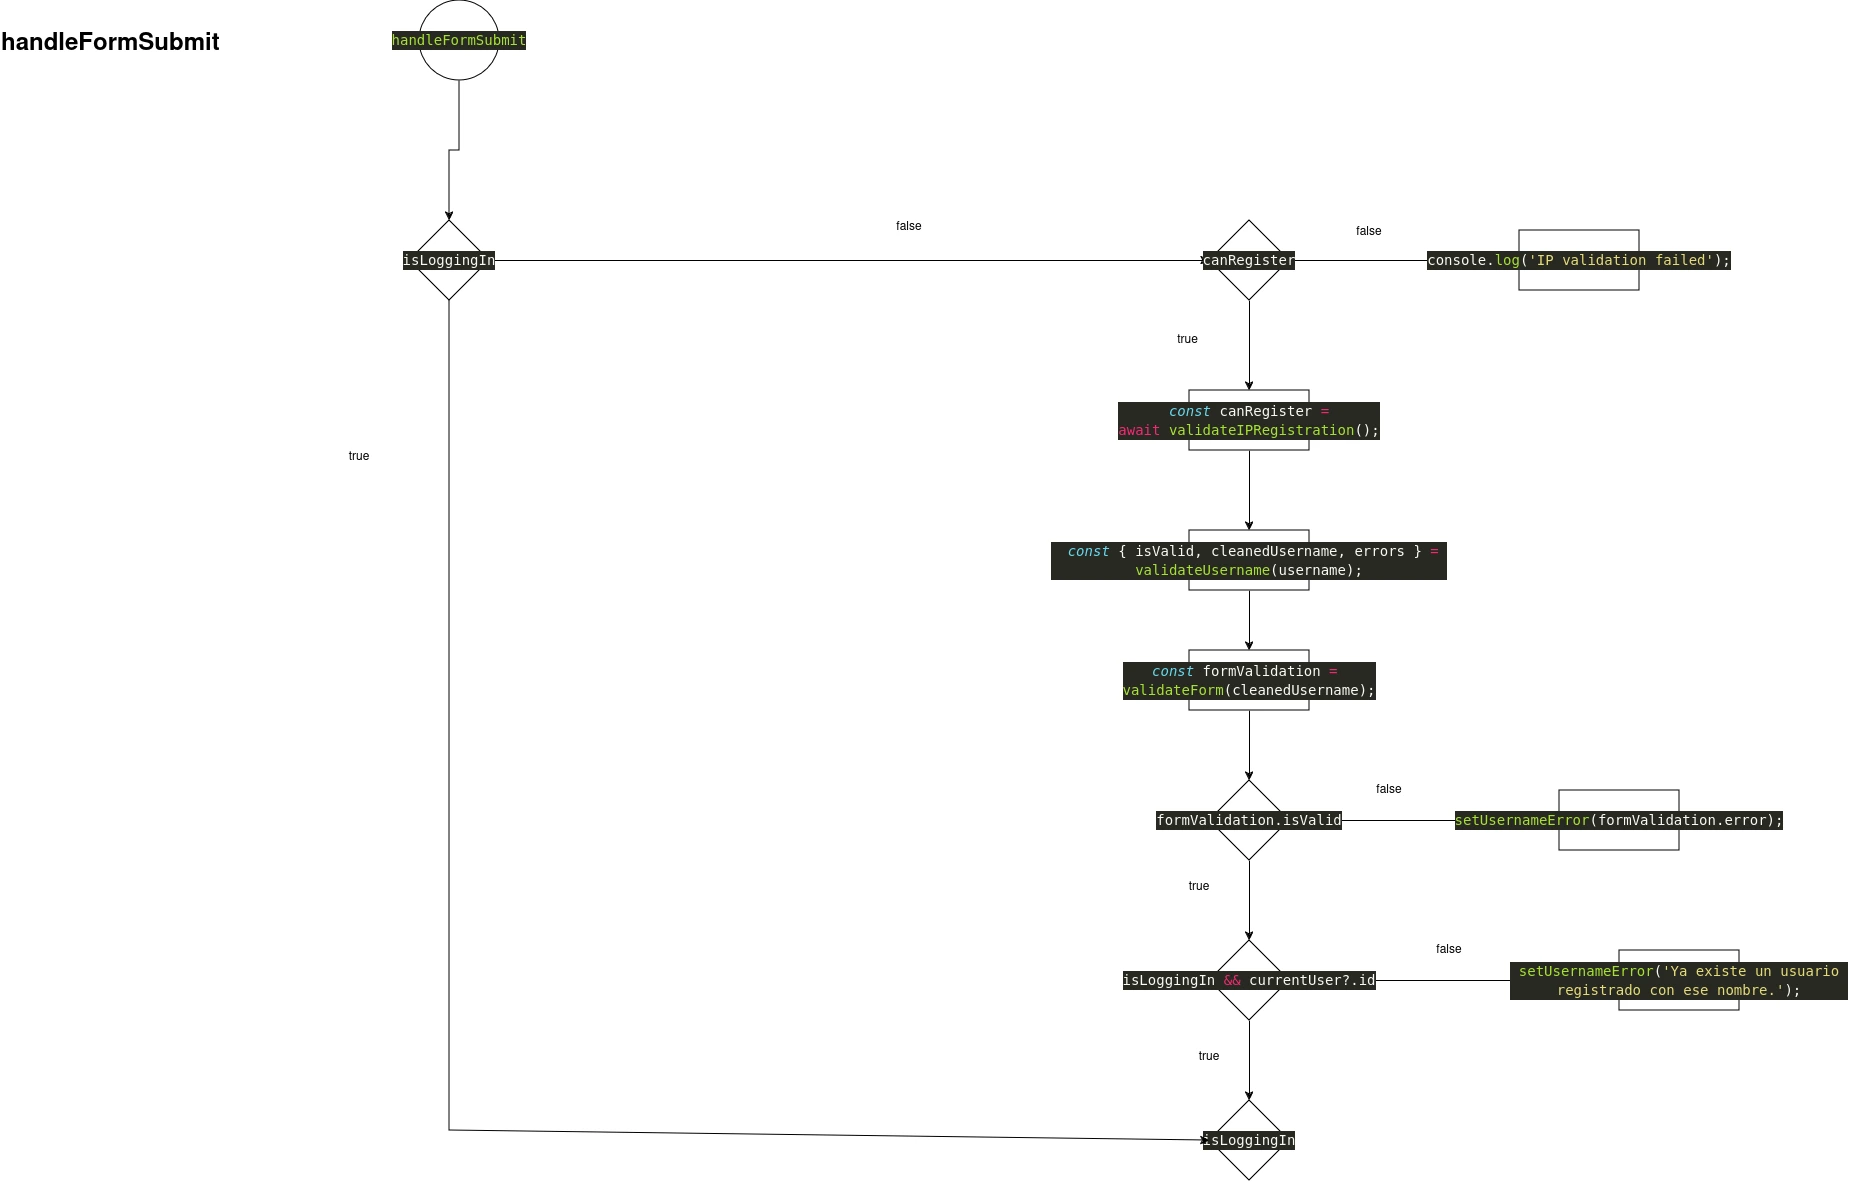 handleFormSubmit
handleFormSubmit
false
false
isLoggingIn
canRegister
console.log('IP validation failed');
true
const canRegister =
await validateIPRegistration();
true
const { isValid, cleanedUsername, errors } =
validateUsername(username);
const formValidation =
validateForm(cleanedUsername);
false
formValidation.isValid
setUsernameError(formValidation.error);
true
false
isLoggingIn && currentUser?.id
setUsernameError('Ya existe un usuario
registrado con ese nombre.');
true
isLoggingIn